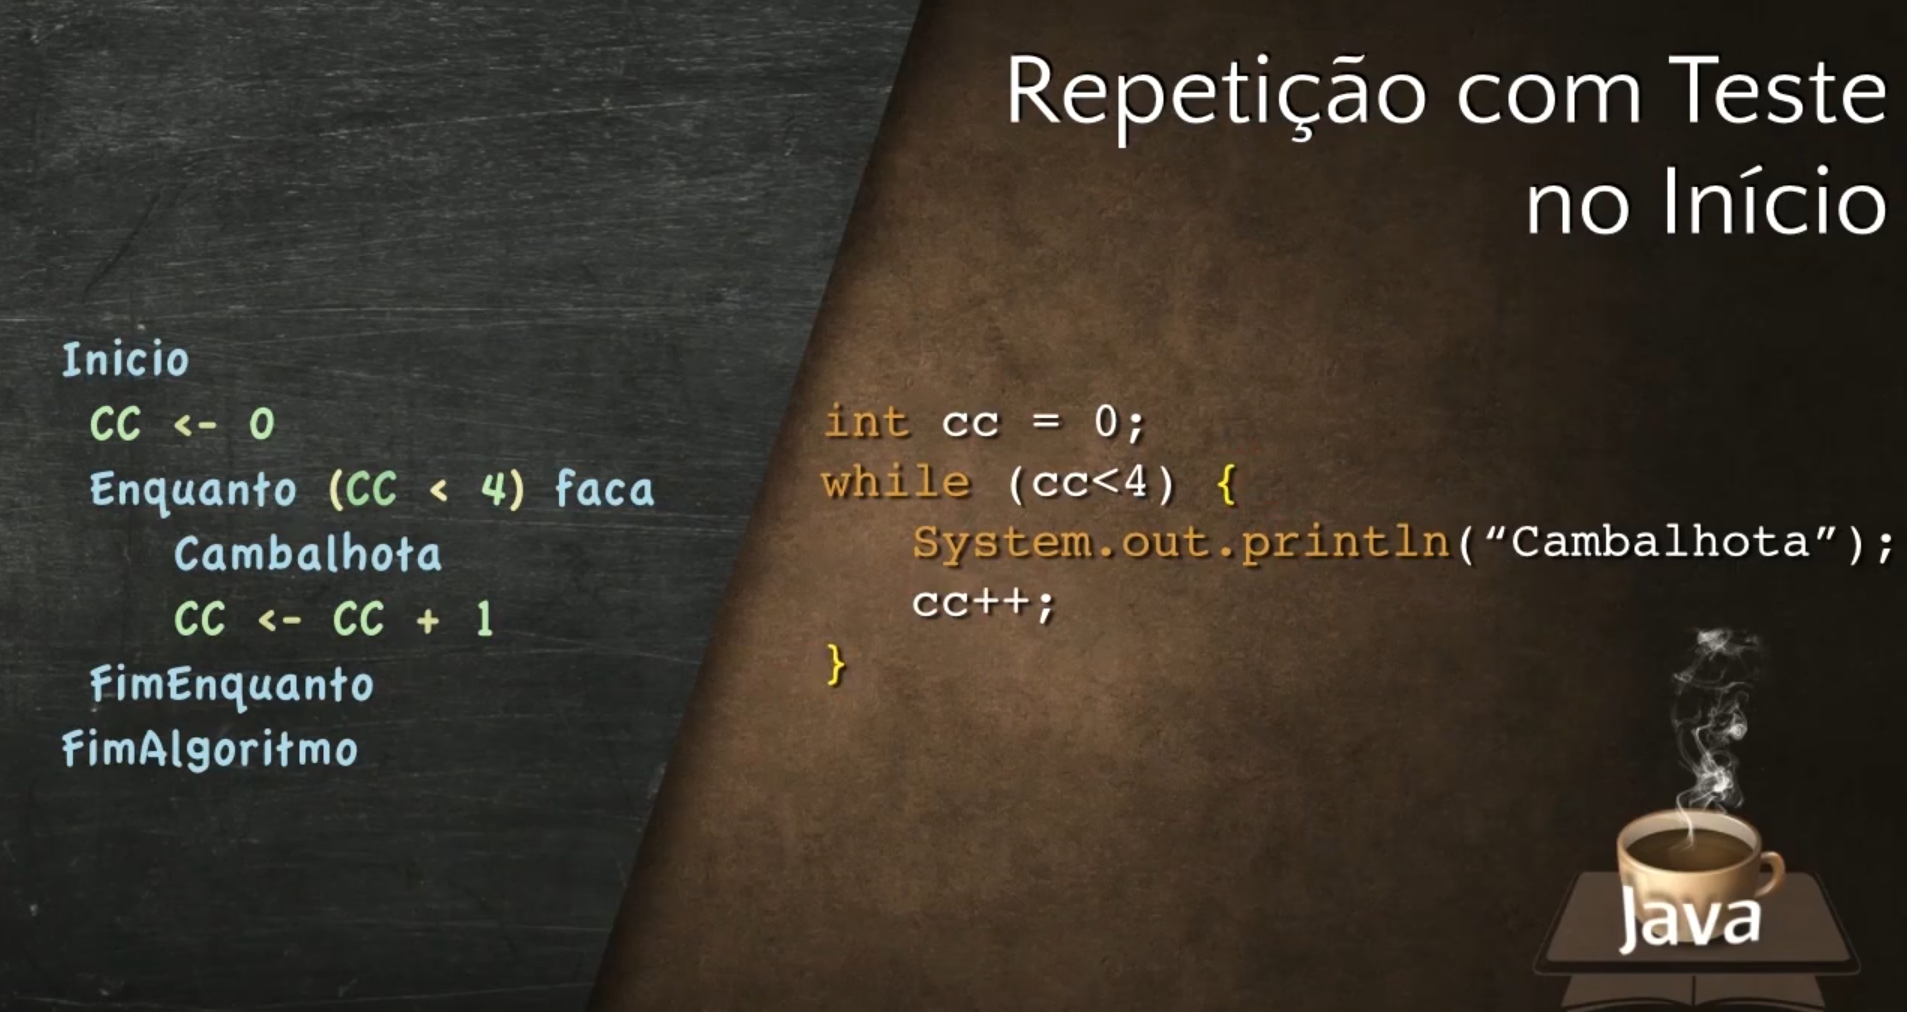 Repetição com Teste
no Início
Inicio
CC <- 0
Enquanto (CC < 4) faca
Cambalhota
CC <- CC + 1
FimEnquanto
FimAlgoritmo
int cc = 0;
while (cc<4) {
System.out.println(“Cambalhota”);
cc++;
}
Java